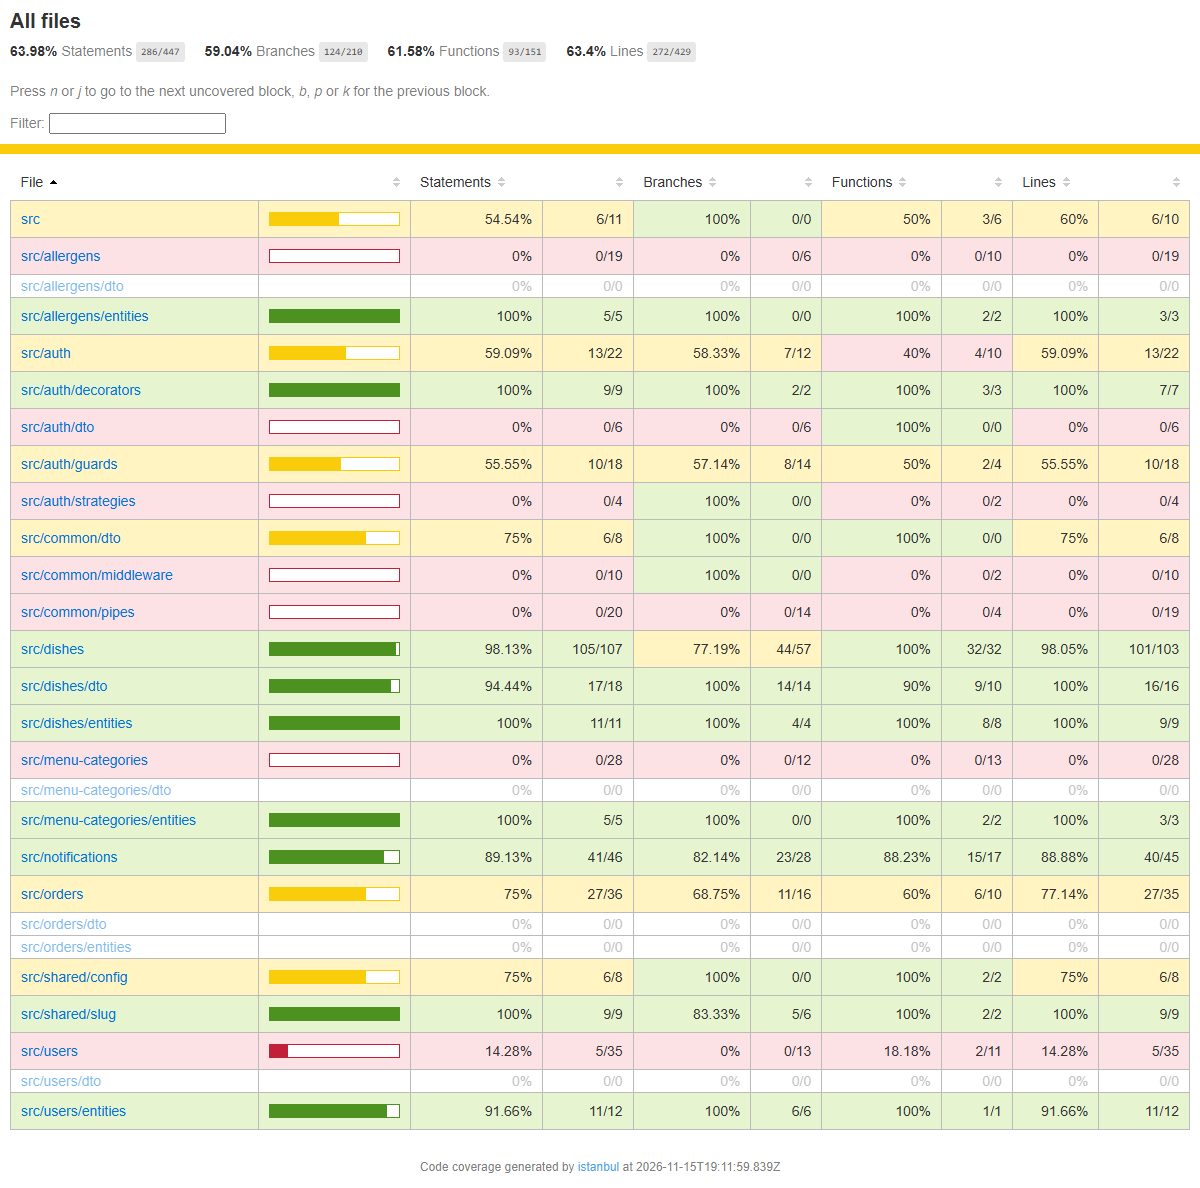 All files
63.98% Statements 286/447 59.04% Branches 124/210 61.58% Functions 93/151 63.4% Lines 272/429
Press n or j to go to the next uncovered block, b, p or k for the previous block.
Filter:
File Statements Branches Functions Lines
src 54.54% 6/11 100% 0/0 50% 3/6 60% 6/10
src/allergens 0% 0/19 0% 0/6 0% 0/10 0% 0/19
src/allergens/dto 0% 0/0 0% 0/0 0% 0/0 0% 0/0
src/allergens/entities 100% 5/5 100% 0/0 100% 2/2 100% 3/3
src/auth 59.09% 13/22 58.33% 7/12 40% 4/10 59.09% 13/22
src/auth/decorators 100% 9/9 100% 2/2 100% 3/3 100% 7/7
src/auth/dto 0% 0/6 0% 0/6 100% 0/0 0% 0/6
src/auth/guards 55.55% 10/18 57.14% 8/14 50% 2/4 55.55% 10/18
src/auth/strategies 0% 0/4 100% 0/0 0% 0/2 0% 0/4
src/common/dto 75% 6/8 100% 0/0 100% 0/0 75% 6/8
src/common/middleware 0% 0/10 100% 0/0 0% 0/2 0% 0/10
src/common/pipes 0% 0/20 0% 0/14 0% 0/4 0% 0/19
src/dishes 98.13% 105/107 77.19% 44/57 100% 32/32 98.05% 101/103
src/dishes/dto 94.44% 17/18 100% 14/14 90% 9/10 100% 16/16
src/dishes/entities 100% 11/11 100% 4/4 100% 8/8 100% 9/9
src/menu-categories 0% 0/28 0% 0/12 0% 0/13 0% 0/28
src/menu-categories/dto 0% 0/0 0% 0/0 0% 0/0 0% 0/0
src/menu-categories/entities 100% 5/5 100% 0/0 100% 2/2 100% 3/3
src/notifications 89.13% 41/46 82.14% 23/28 88.23% 15/17 88.88% 40/45
src/orders 75% 27/36 68.75% 11/16 60% 6/10 77.14% 27/35
src/orders/dto 0% 0/0 0% 0/0 0% 0/0 0% 0/0
src/orders/entities 0% 0/0 0% 0/0 0% 0/0 0% 0/0
src/shared/config 75% 6/8 100% 0/0 100% 2/2 75% 6/8
src/shared/slug 100% 9/9 83.33% 5/6 100% 2/2 100% 9/9
src/users 14.28% 5/35 0% 0/13 18.18% 2/11 14.28% 5/35
src/users/dto 0% 0/0 0% 0/0 0% 0/0 0% 0/0
src/users/entities 91.66% 11/12 100% 6/6 100% 1/1 91.66% 11/12
Code coverage generated by istanbul at 2026-11-15T19:11:59.839Z